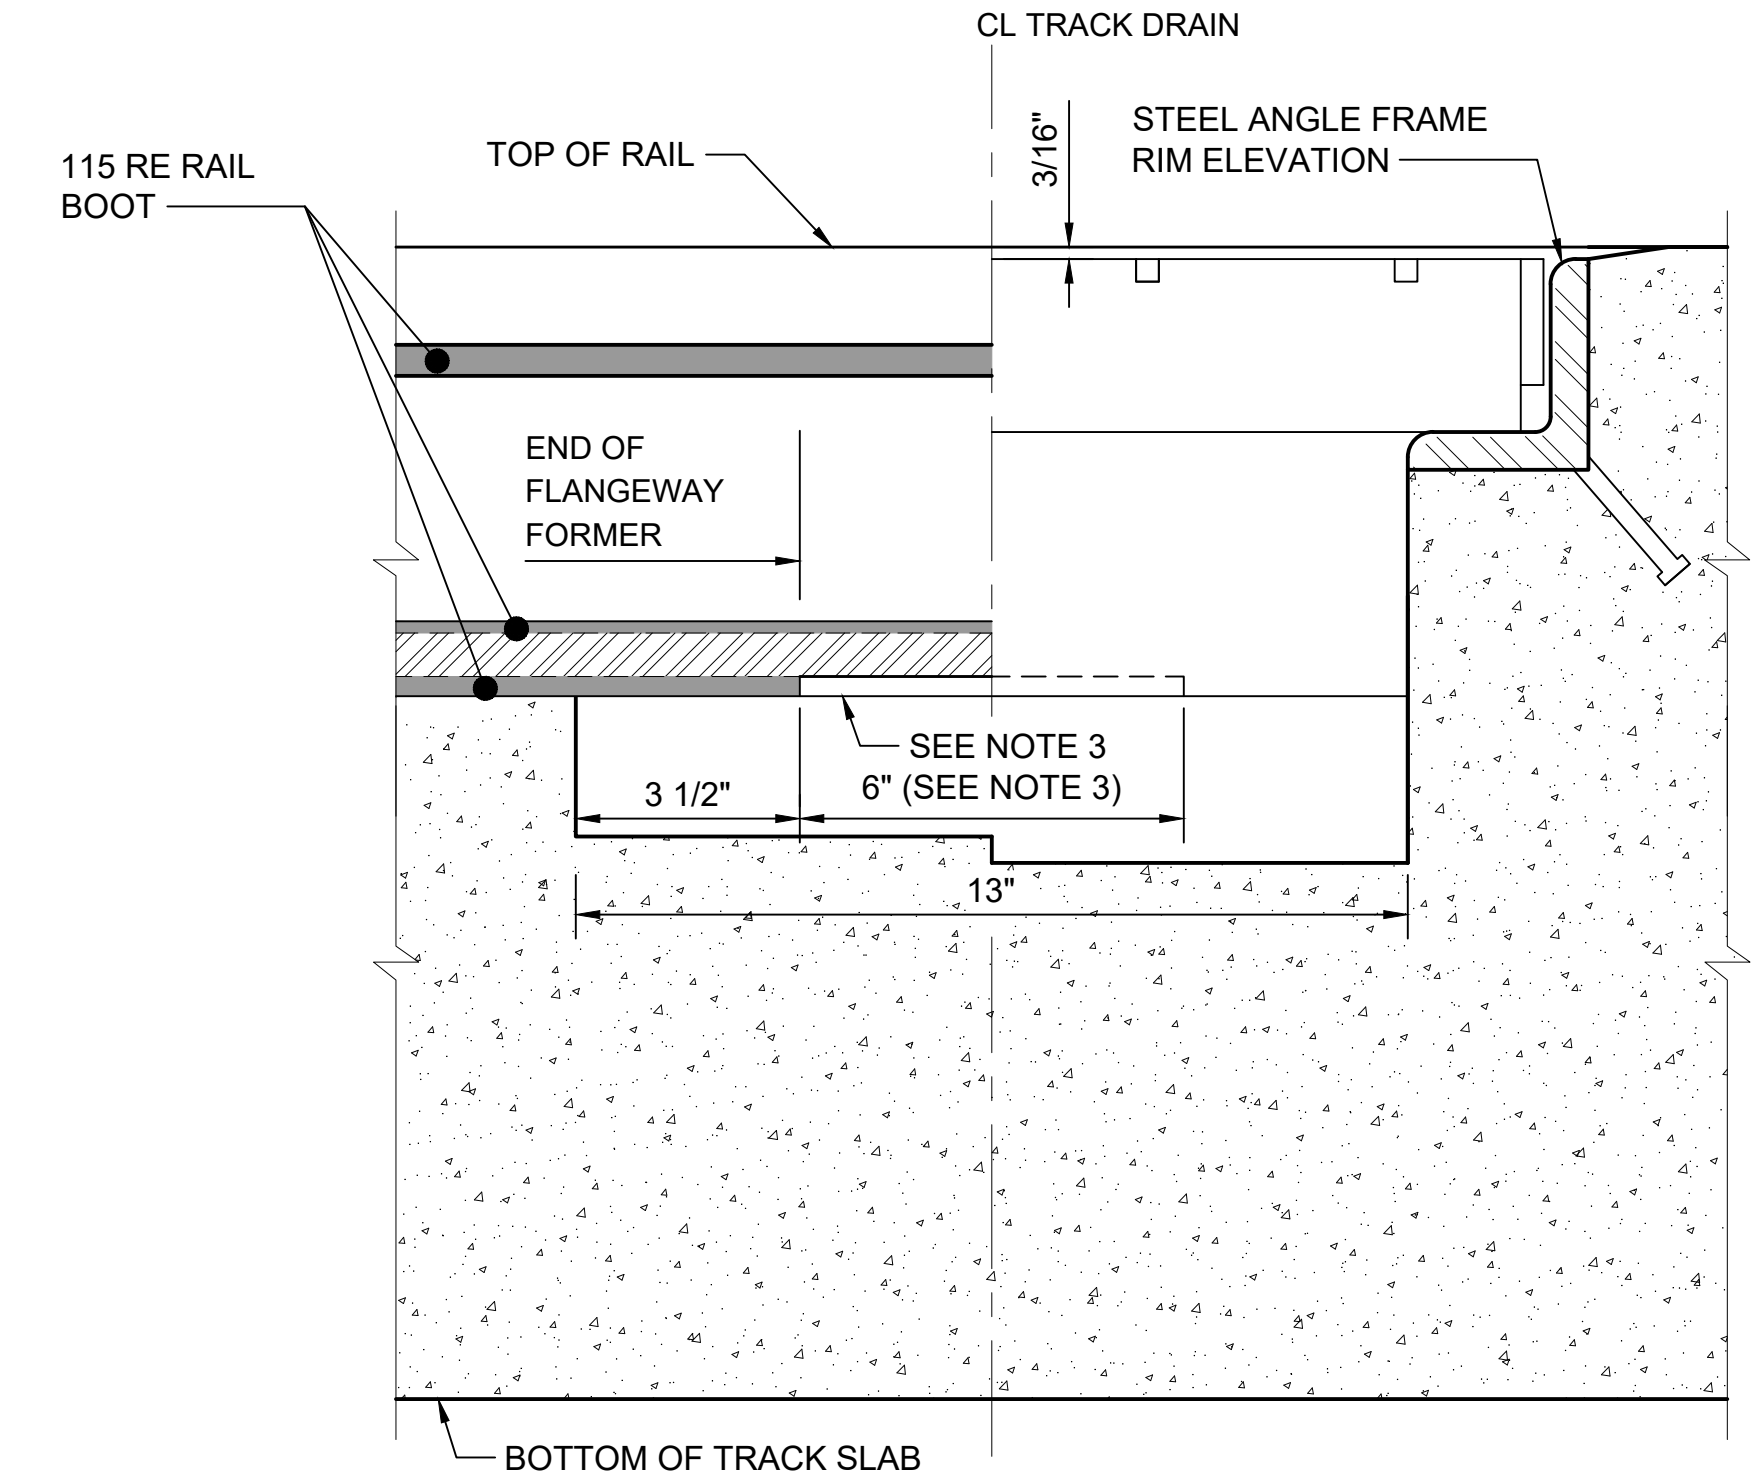 CL TRACK DRAIN
3/16"
STEEL ANGLE FRAME
RIM ELEVATION
TOP OF RAIL
115 RE RAIL
BOOT
END OF
FLANGEWAY
FORMER
SEE NOTE 3
6" (SEE NOTE 3)
3 1/2"
13"
BOTTOM OF TRACK SLAB